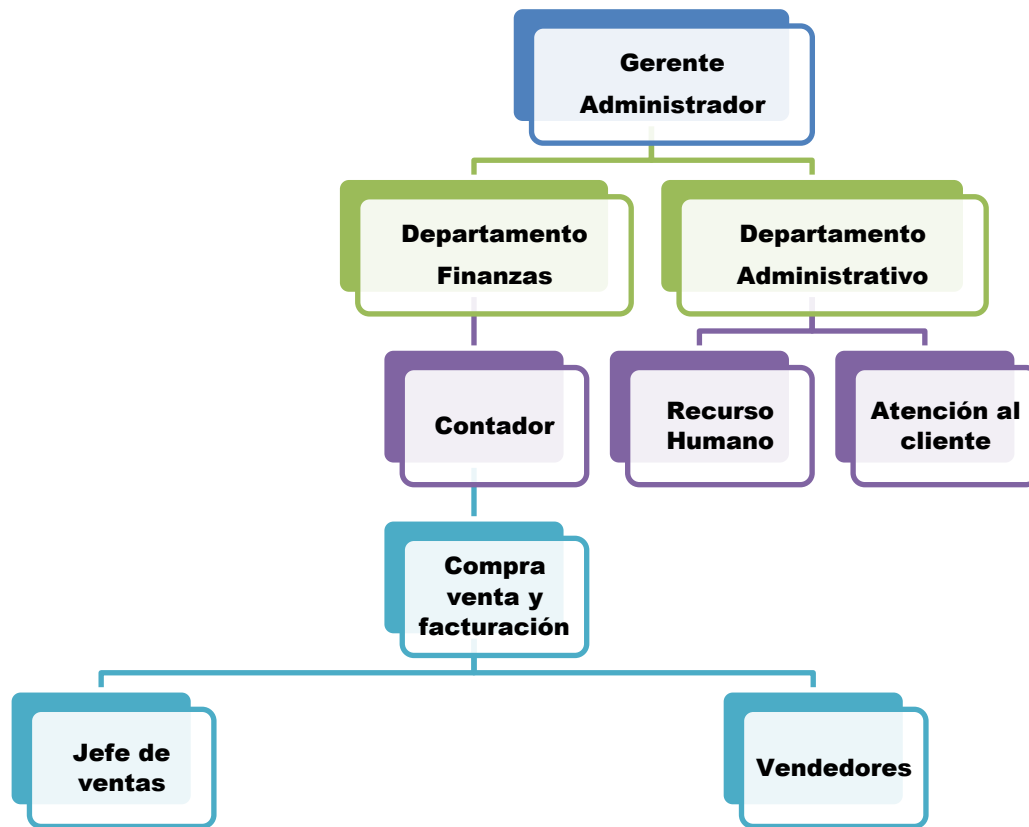 Gerente
Administrador
Departamento
Finanzas
Departamento
Administrativo
Contador
Recurso
Humano
Atención al
cliente
Compra
venta y
facturación
Jefe de
ventas
Vendedores